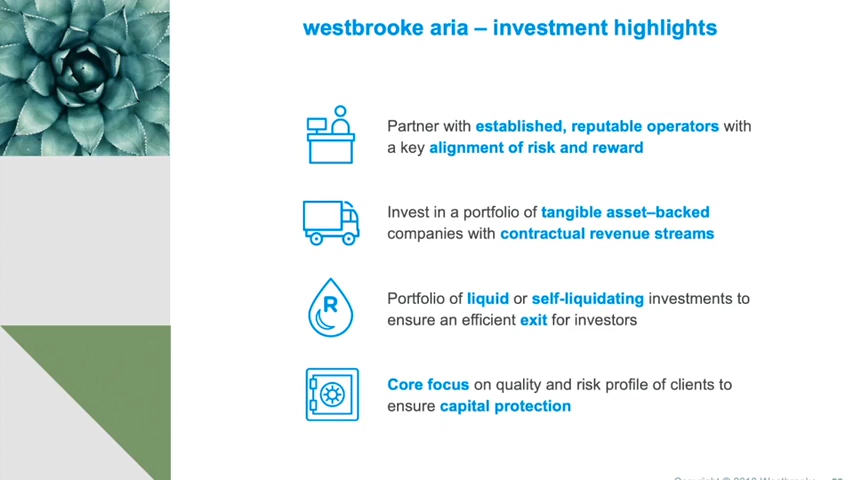 westbrooke aria – investment highlights
Partner with established, reputable operators with
a key alignment of risk and reward
Invest in a portfolio of tangible asset–backed
companies with contractual revenue streams
R
Portfolio of liquid or self-liquidating investments to
ensure an efficient exit for investors
Core focus on quality and risk profile of clients to
ensure capital protection
Copyright ©